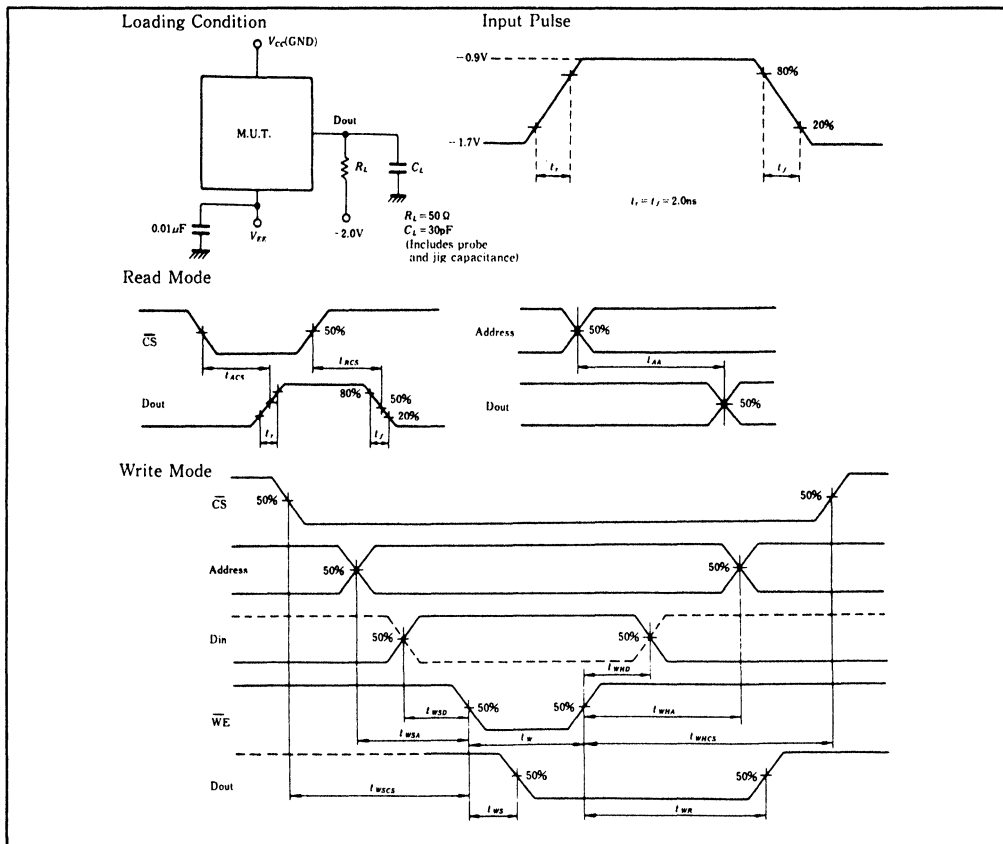 Loading Condition
Vcc(GND)
M.U.T.
Dout
RL
CL
0.01μF
VEE
-2.0V
RL = 50 Ω
CL = 30pF
(Includes probe
and jig capacitance)
Input Pulse
-0.9V
80%
20%
-1.7V
tr
tf
tr = tf = 2.0ns
Read Mode
CS
50%
tACS
tRCS
Dout
80%
50%
20%
tr
tf
Address
50%
tAA
Dout
50%
Write Mode
CS
50%
50%
Address
50%
50%
Din
50%
50%
tWHD
WE
50%
50%
tWSD
tWHA
tWSA
tW
tWHCS
Dout
50%
50%
tWSCS
tWS
tWR